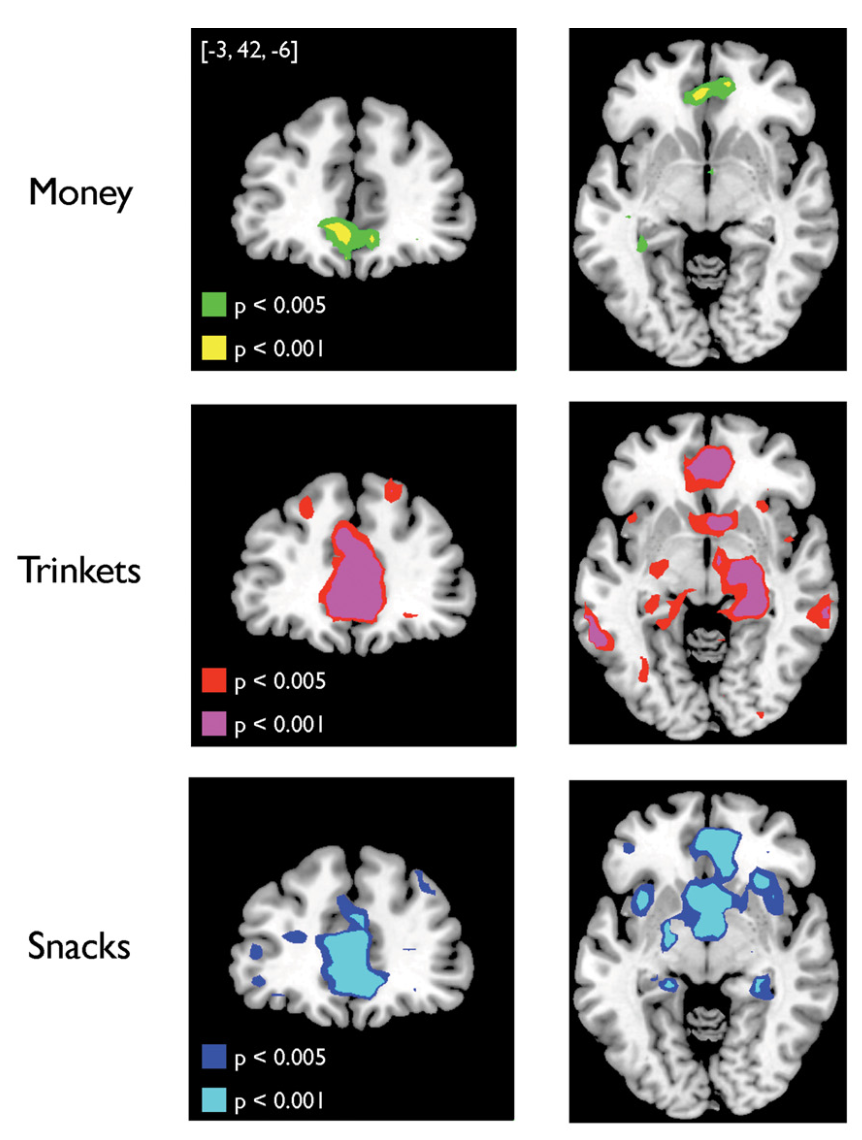 [-3, 42, -6]
Money
p < 0.005
p < 0.001
Trinkets
p < 0.005
p < 0.001
Snacks
p < 0.005
p < 0.001